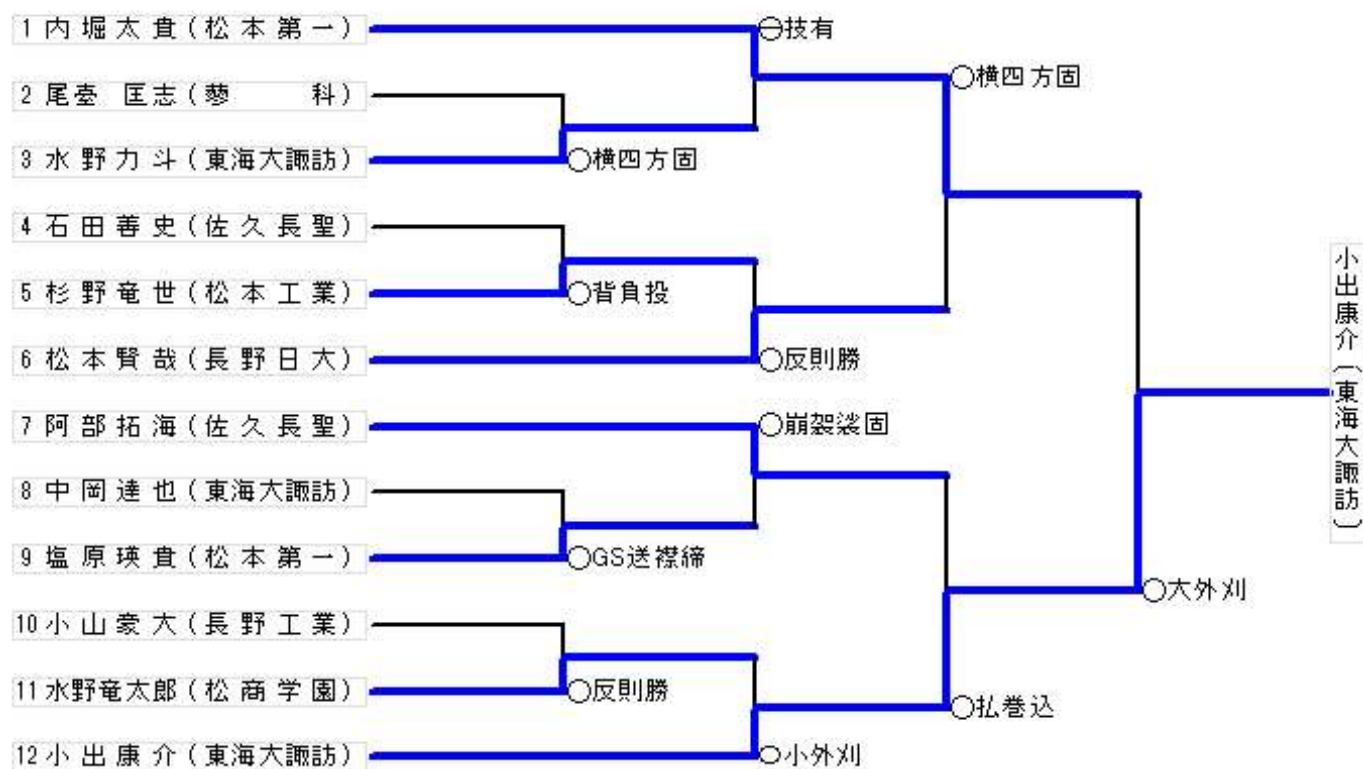 1 内堀太貴(松本第一)
⊖技有
○横四方固
2 尾臺 匡志(蓼 科)
3 水野力斗(東海大諏訪)
○横四方固
4 石田善史(佐久長聖)
5 杉野竜世(松本工業)
○背負投
6 松本賢哉(長野日大)
○反則勝
7 阿部拓海(佐久長聖)
○崩袈裟固
8 中岡達也(東海大諏訪)
9 塩原瑛貴(松本第一)
○GS送襟締
○大外刈
10 小山豪大(長野工業)
11 水野竜太郎(松商学園)
○反則勝
○払巻込
12 小出康介(東海大諏訪)
○小外刈
小出康介(東海大諏訪)